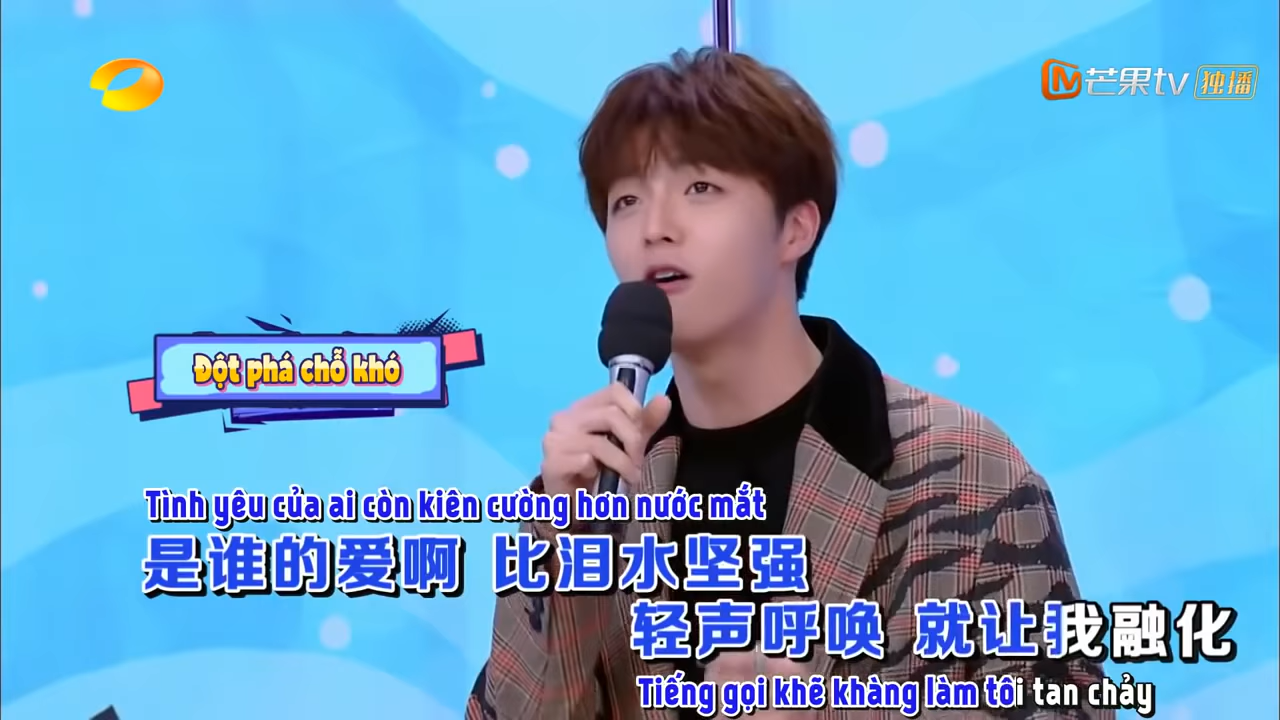 芒果tv 独播
Đột phá chỗ khó
Tình yêu của ai còn kiên cường hơn nước mắt
是谁的爱啊 比泪水坚强
轻声呼唤 就让我融化
Tiếng gọi khẽ khàng làm tôi tan chảy